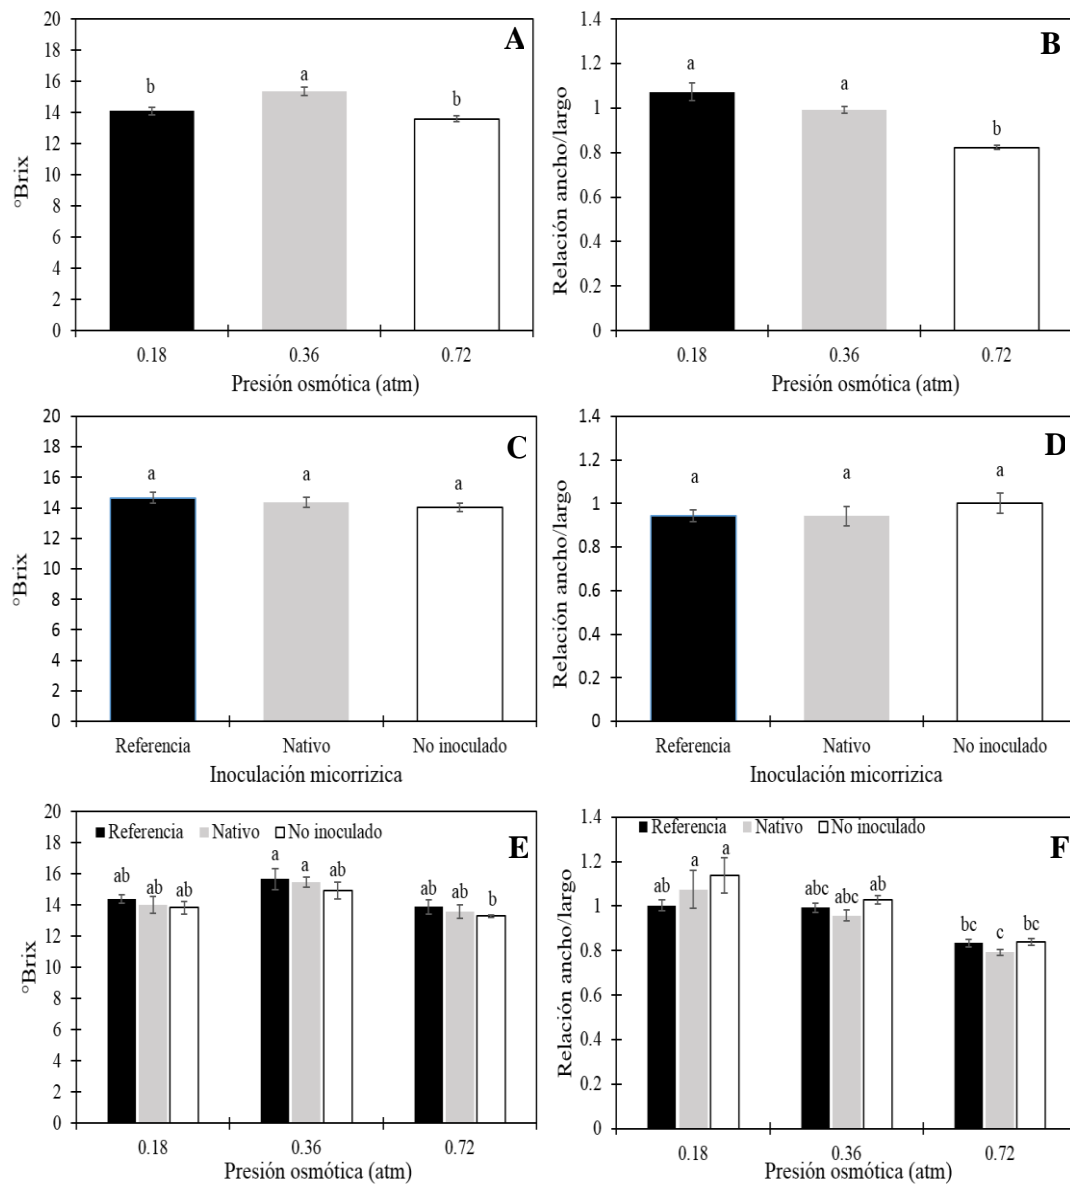 20
18
16
14
12
10
8
6
4
2
0
°Brix
b
a
b
A
0.18
0.36
0.72
Presión osmótica (atm)
1.4
1.2
1
0.8
0.6
0.4
0.2
0
Relación ancho/largo
a
a
b
B
0.18
0.36
0.72
Presión osmótica (atm)
20
18
16
14
12
10
8
6
4
2
0
°Brix
a
a
a
C
Referencia
Nativo
No inoculado
Inoculación micorrizica
1.4
1.2
1
0.8
0.6
0.4
0.2
0
Relación ancho/largo
a
a
a
D
Referencia
Nativo
No inoculado
Inoculación micorrizica
20
18
16
14
12
10
8
6
4
2
0
°Brix
Referencia Nativo No inoculado
E
ab ab ab
a a ab
ab ab b
0.18
0.36
0.72
Presión osmótica (atm)
1.4
1.2
1
0.8
0.6
0.4
0.2
0
Relación ancho/largo
Referencia Nativo No inoculado
F
ab a a
abc abc ab
bc c bc
0.18
0.36
0.72
Presión osmótica (atm)